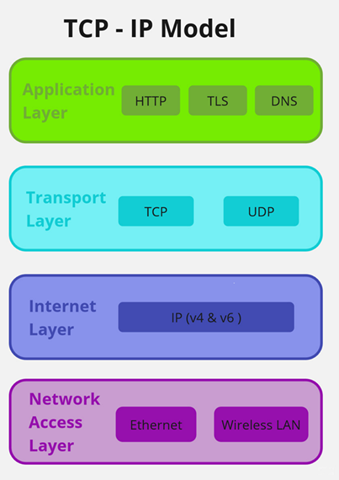 TCP - IP Model
Application
Layer
HTTP
TLS
DNS
Transport
Layer
TCP
UDP
Internet
Layer
IP (v4 & v6 )
Network
Access
Layer
Ethernet
Wireless LAN